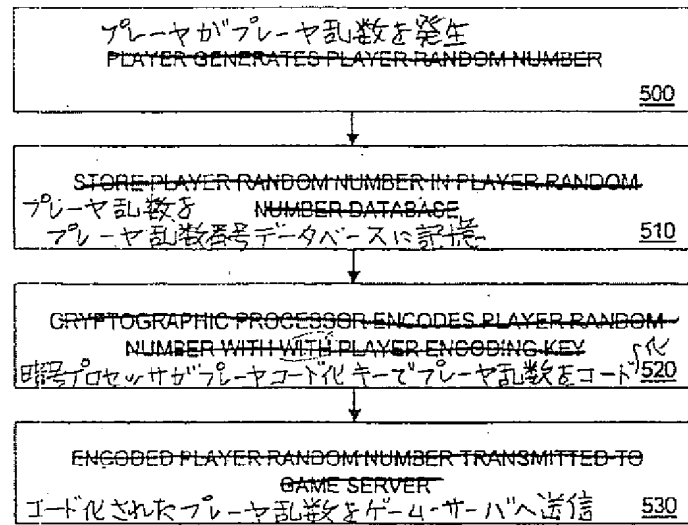 プレーヤがプレーヤ乱数を発生
PLAYER GENERATES PLAYER RANDOM NUMBER
500
STORE PLAYER RANDOM NUMBER IN PLAYER RANDOM
プレーヤ乱数を NUMBER DATABASE
プレーヤ乱数番号データベースに記憶 510
CRYPTOGRAPHIC PROCESSOR ENCODES PLAYER RANDOM
NUMBER WITH WITH PLAYER ENCODING KEY
暗号プロセッサがプレーヤコード化キーでプレーヤ乱数をコード化 520
ENCODED PLAYER RANDOM NUMBER TRANSMITTED TO
GAME SERVER
コード化されたプレーヤ乱数をゲーム・サーバへ送信 530